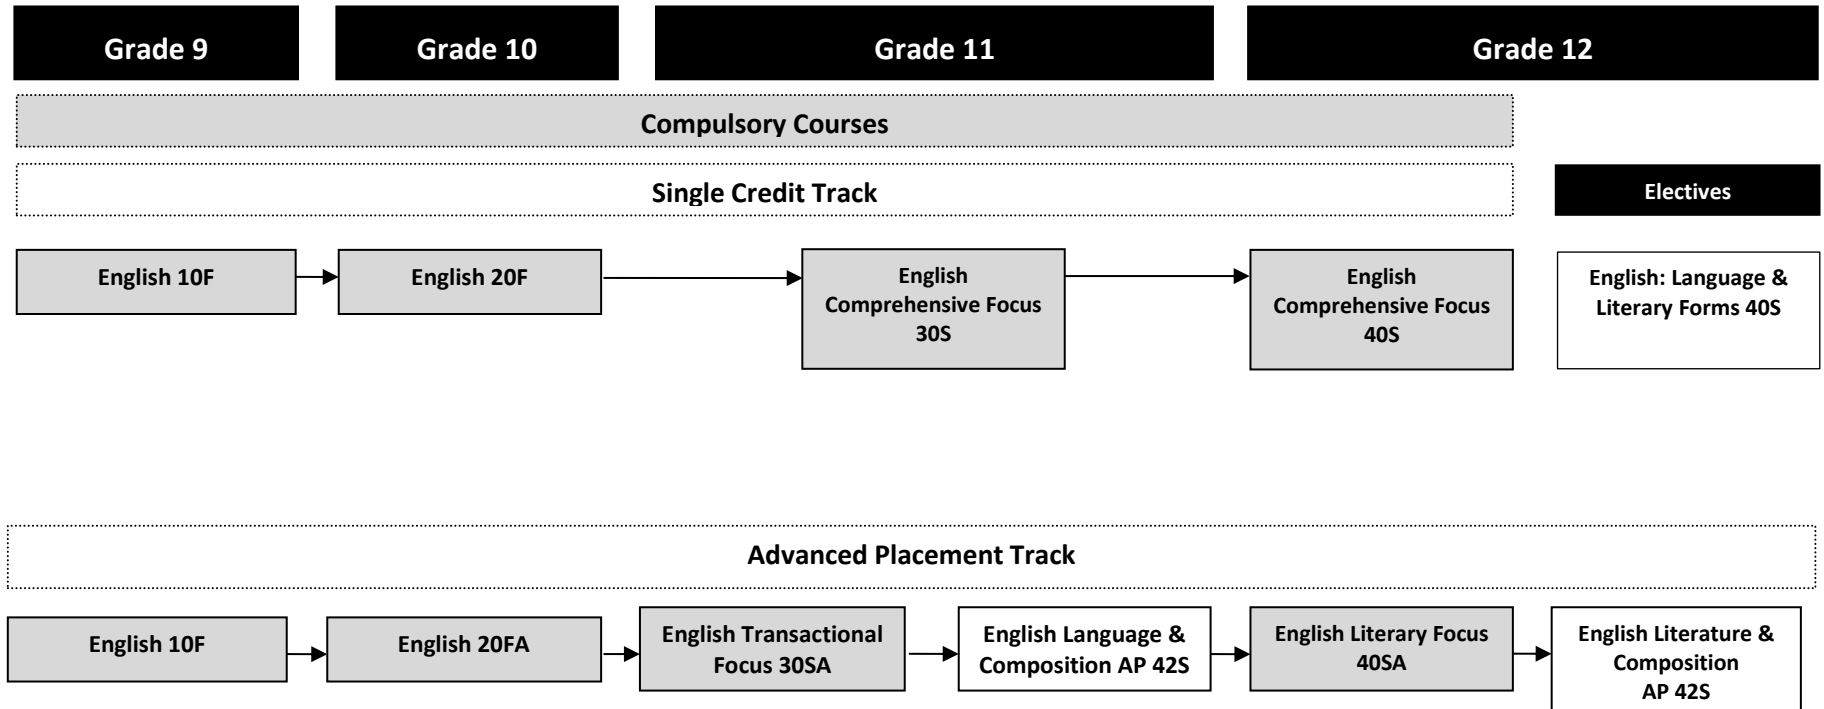 Grade 9
Grade 10
Grade 11
Grade 12
Compulsory Courses
Single Credit Track
Electives
English 10F
English 20F
English
Comprehensive Focus
30S
English
Comprehensive Focus
40S
English: Language &
Literary Forms 40S
Advanced Placement Track
English 10F
English 20FA
English Transactional
Focus 30SA
English Language &
Composition AP 42S
English Literary Focus
40SA
English Literature &
Composition
AP 42S